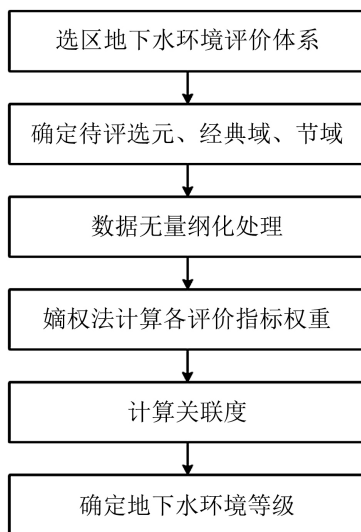 选区地下水环境评价体系
确定待评选元、经典域、节域
数据无量纲化处理
嫡权法计算各评价指标权重
计算关联度
确定地下水环境等级